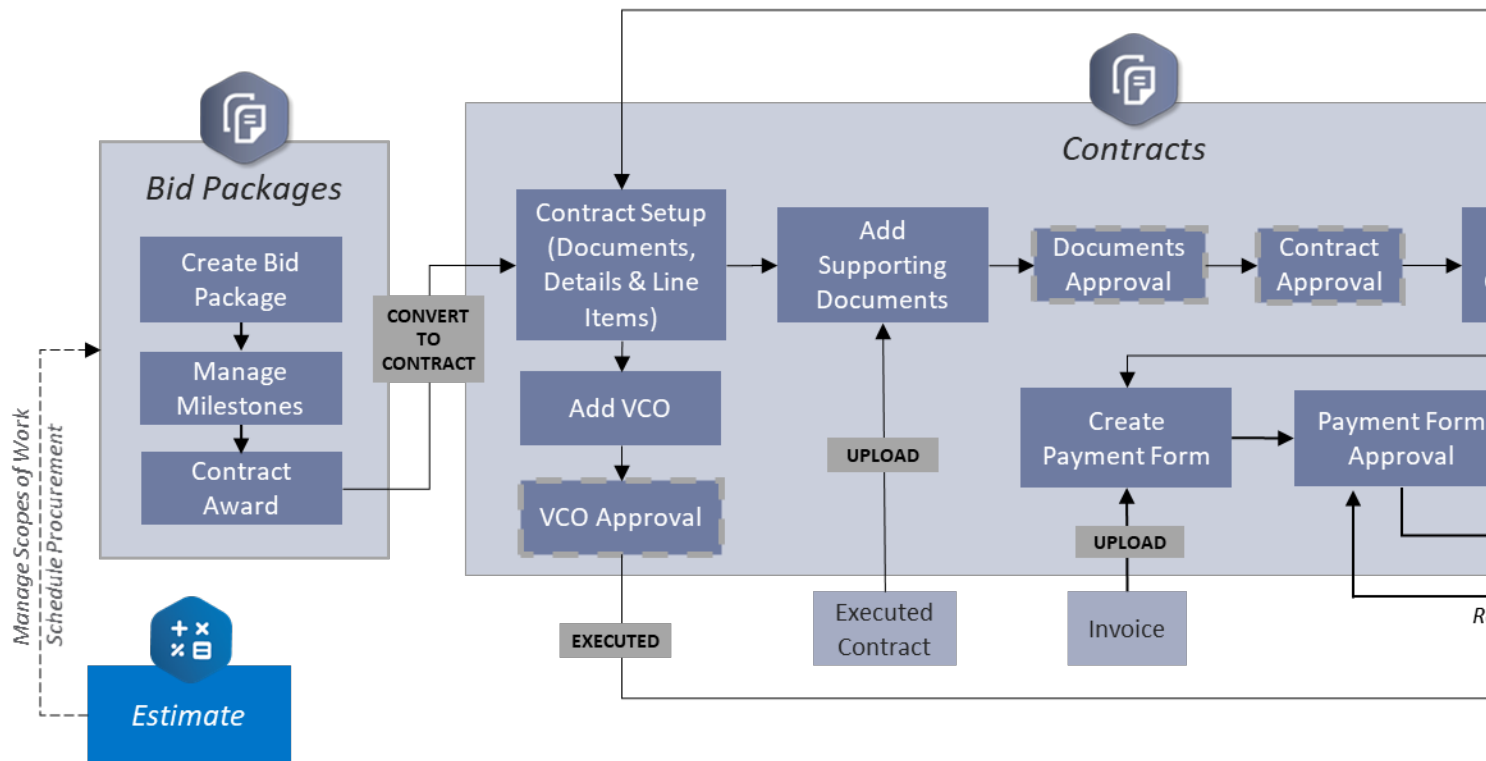 Bid Packages
Create Bid
Package
Manage
Milestones
Contract
Award
Manage Scopes of Work
Schedule Procurement
Estimate
CONVERT
TO
CONTRACT
Contracts
Contract Setup
(Documents,
Details & Line
Items)
Add
Supporting
Documents
Documents
Approval
Contract
Approval
Add VCO
VCO Approval
EXECUTED
UPLOAD
Executed
Contract
Create
Payment Form
UPLOAD
Invoice
Payment Form
Approval